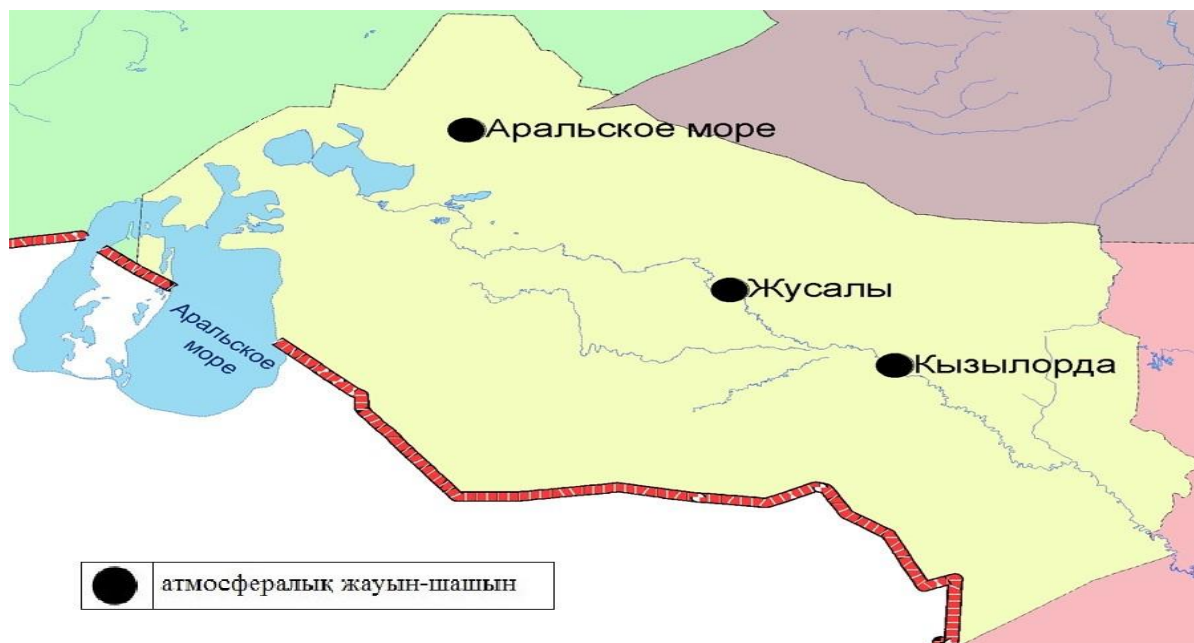 Аральское море
Жусалы
Кызылорда
Аральское
море
атмосфералық жауын-шашын